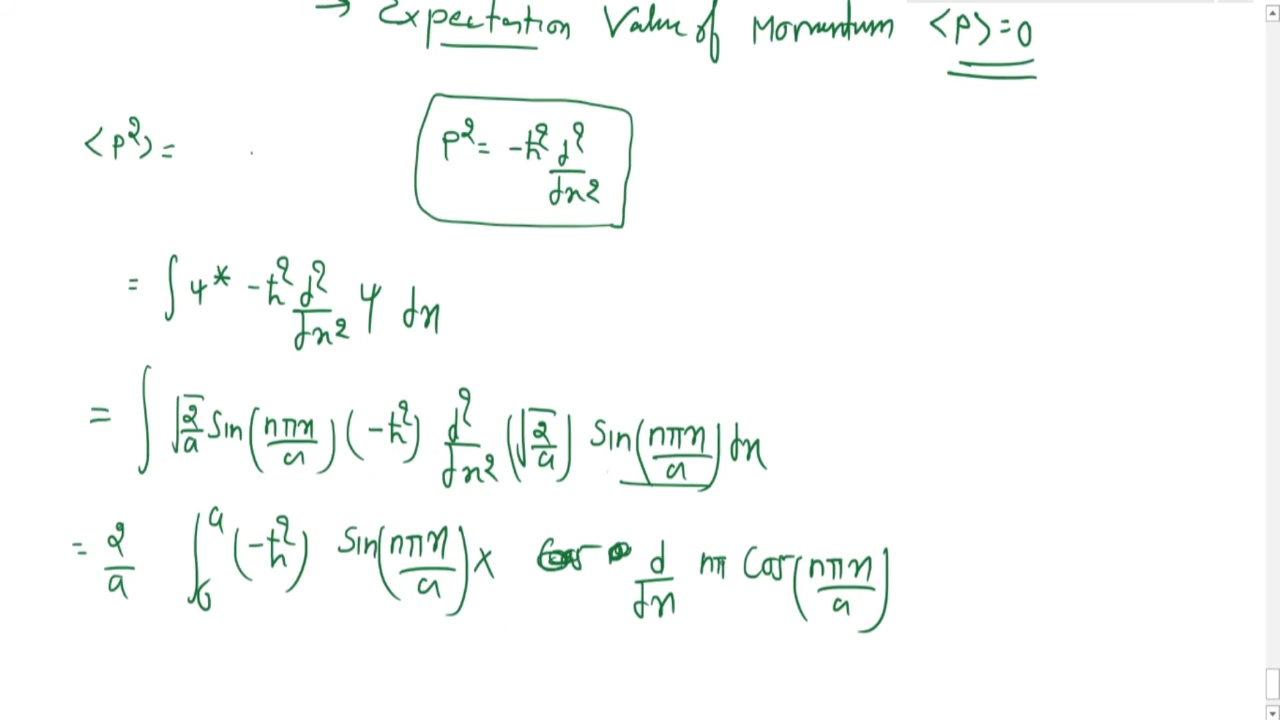 → Expectation Value of Momentum <p>=0
<p²>=
p²= -ħ² d²/dx²
= ∫ψ* -ħ² d²/dx² ψ dx
= ∫ √2/a Sin(nπx/a) (-ħ²) d²/dx² (√2/a) Sin(nπx/a) dx
= 2/a ∫₀ᵃ (-ħ²) Sin(nπx/a) x d/dx nπ Cos(nπx/a)